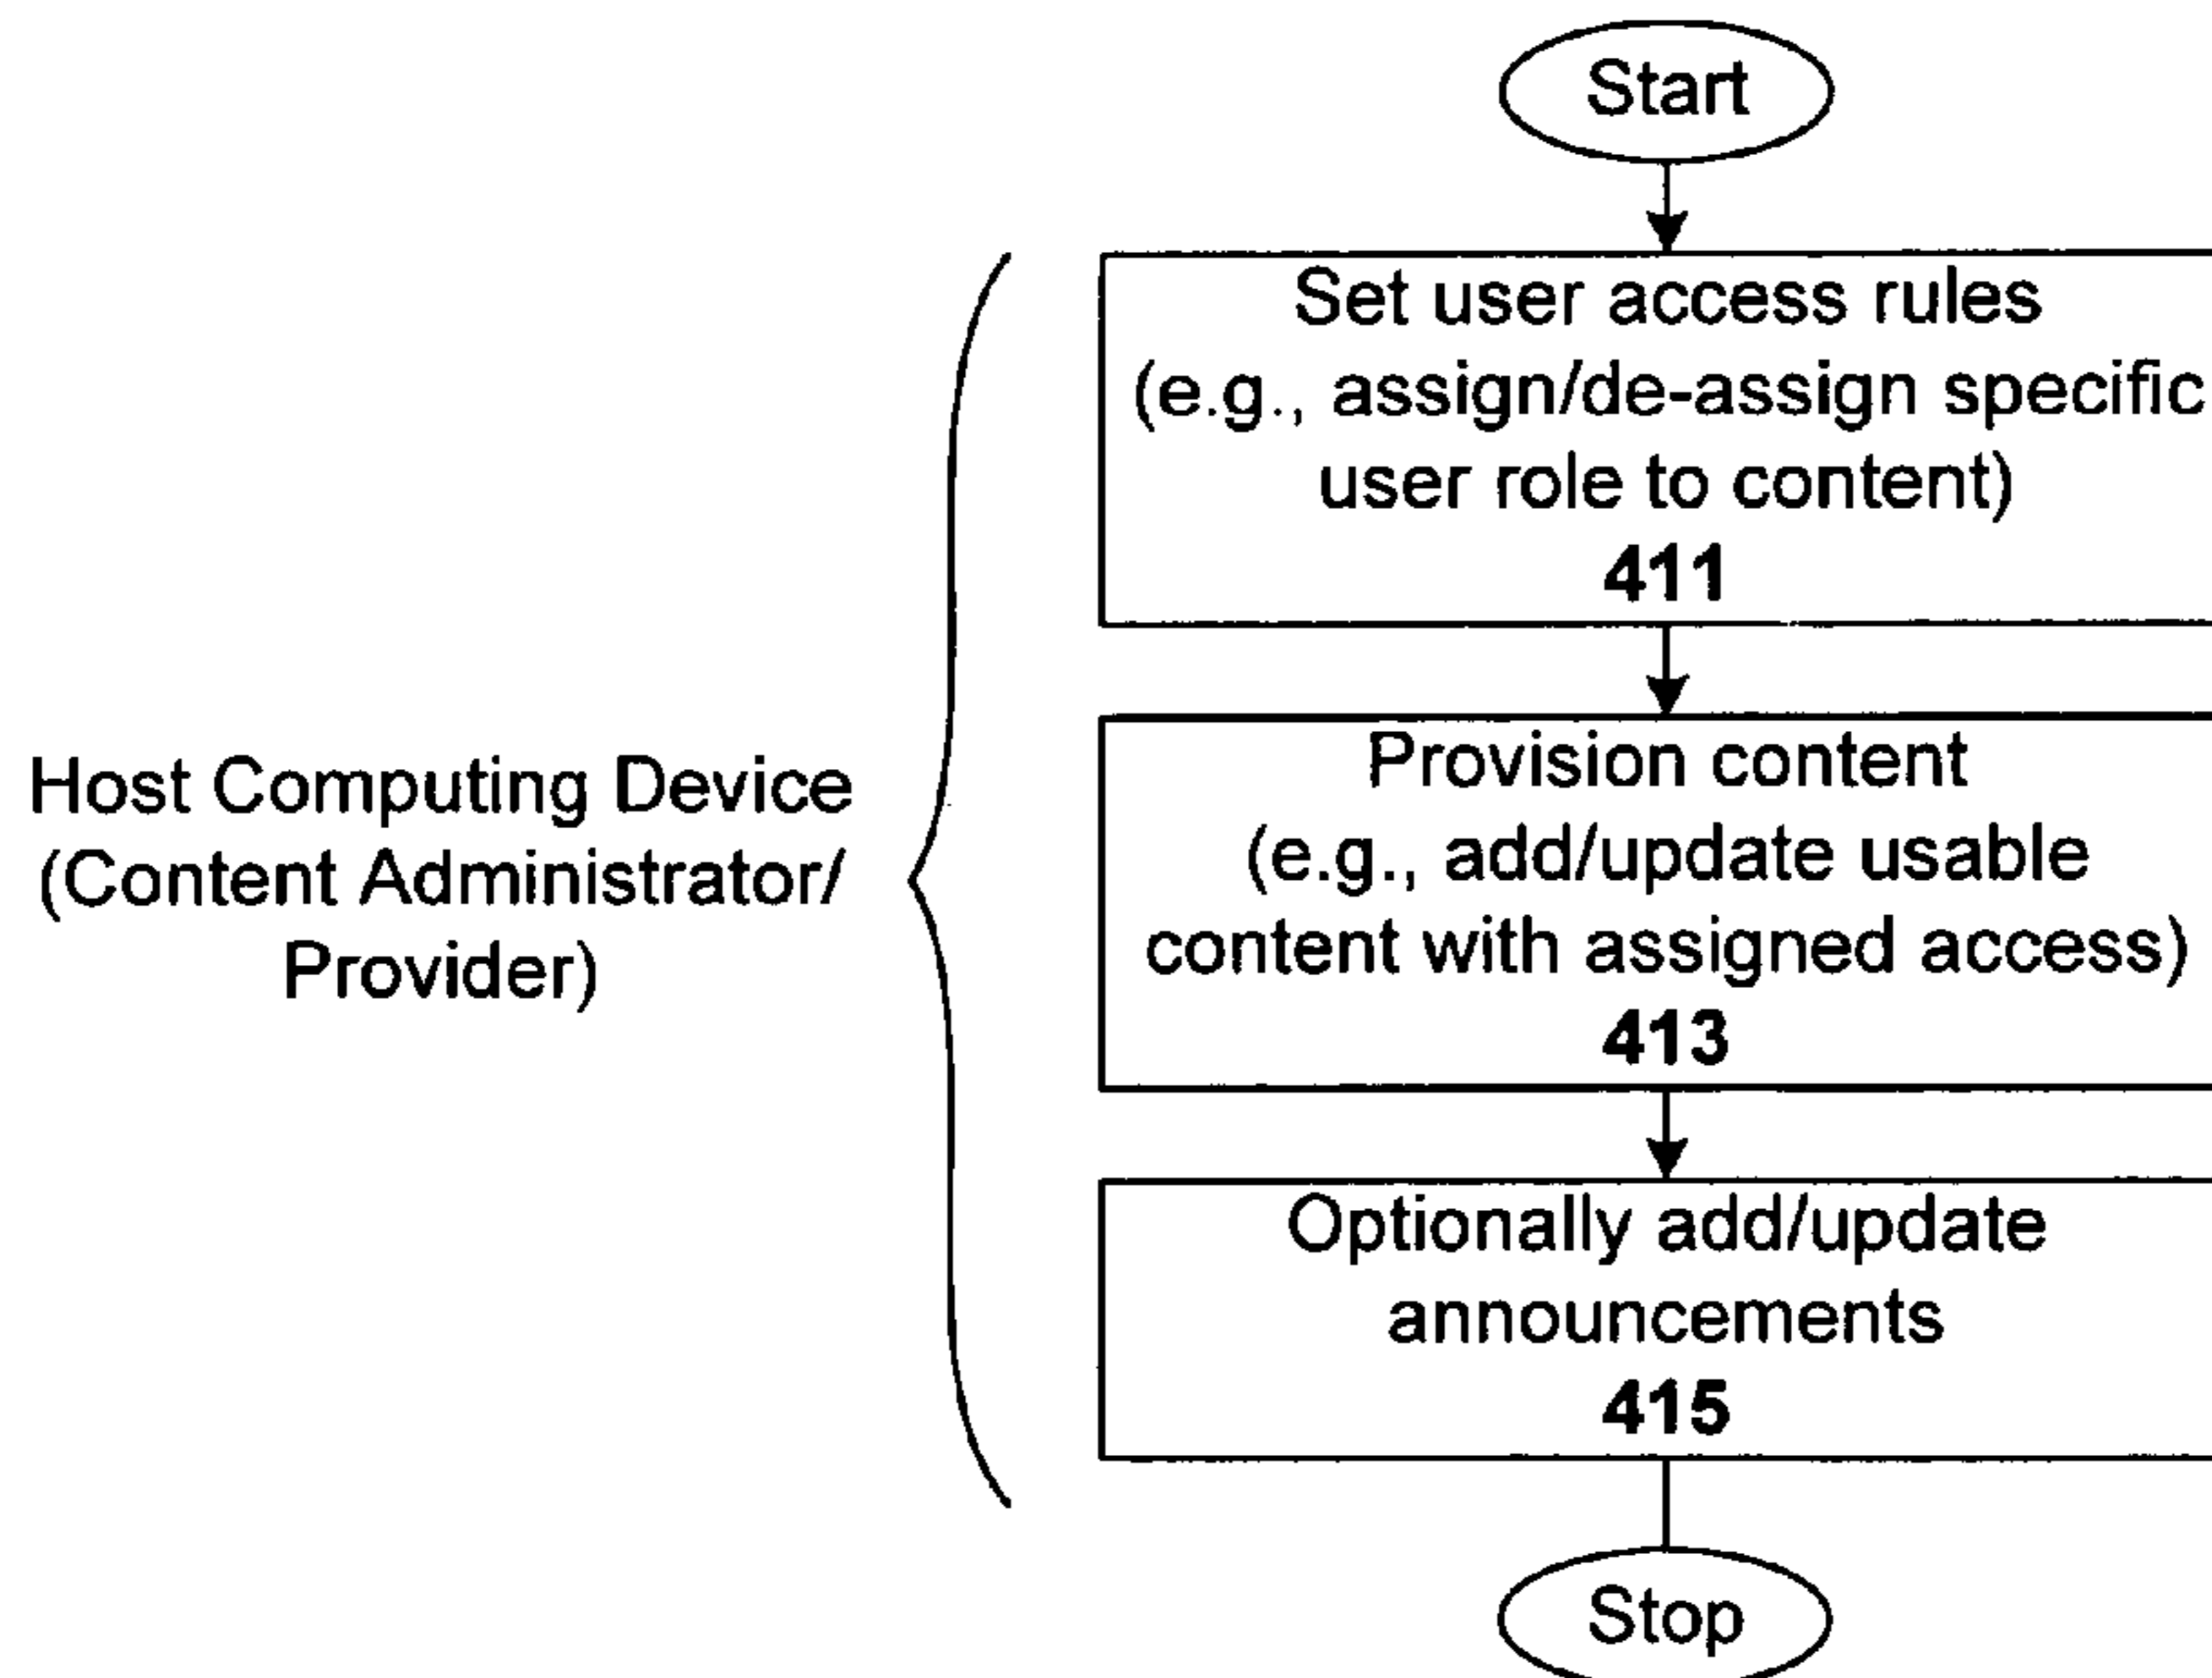 Start
Set user access rules
(e.g., assign/de-assign specific
user role to content)
411
Provision content
(e.g., add/update usable
content with assigned access)
413
Optionally add/update
announcements
415
Stop
Host Computing Device
(Content Administrator/
Provider)